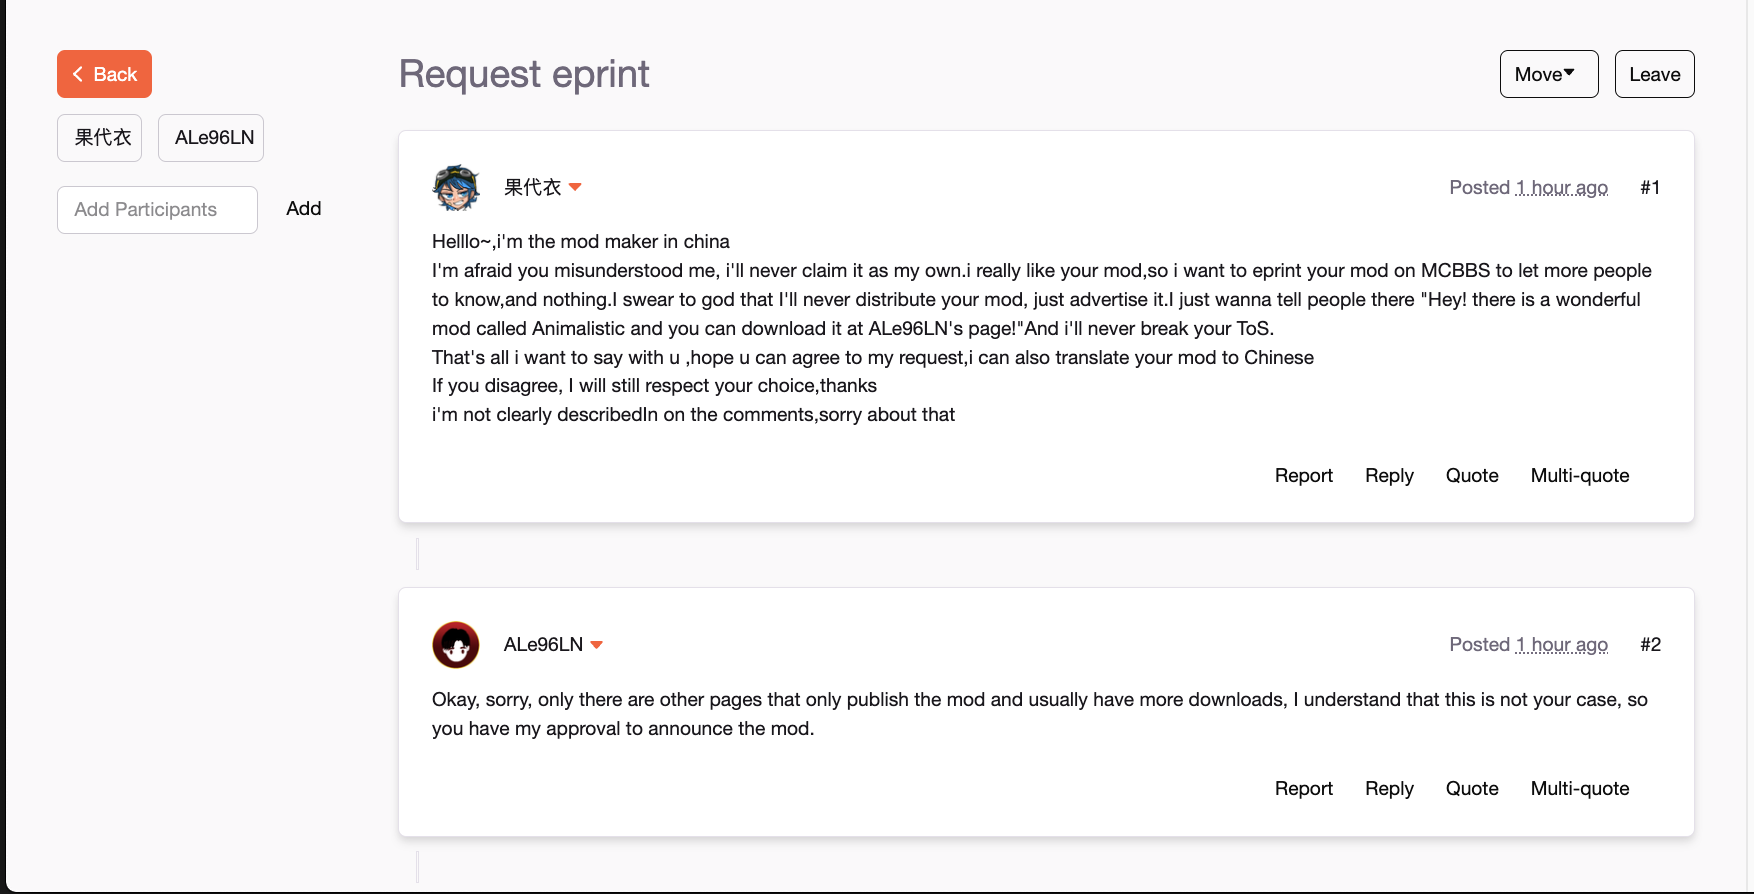 Back
Request eprint
Move
Leave
果代衣
ALe96LN
Add Participants
Add
果代衣
Posted 1 hour ago
#1
Helllo~,i'm the mod maker in china
I'm afraid you misunderstood me, i'll never claim it as my own.i really like your mod,so i want to eprint your mod on MCBBS to let more people
to know,and nothing.I swear to god that I'll never distribute your mod, just advertise it.I just wanna tell people there "Hey! there is a wonderful
mod called Animalistic and you can download it at ALe96LN's page!"And i'll never break your ToS.
That's all i want to say with u ,hope u can agree to my request,i can also translate your mod to Chinese
If you disagree, I will still respect your choice,thanks
i'm not clearly describedIn on the comments,sorry about that
Report
Reply
Quote
Multi-quote
ALe96LN
Posted 1 hour ago
#2
Okay, sorry, only there are other pages that only publish the mod and usually have more downloads, I understand that this is not your case, so
you have my approval to announce the mod.
Report
Reply
Quote
Multi-quote